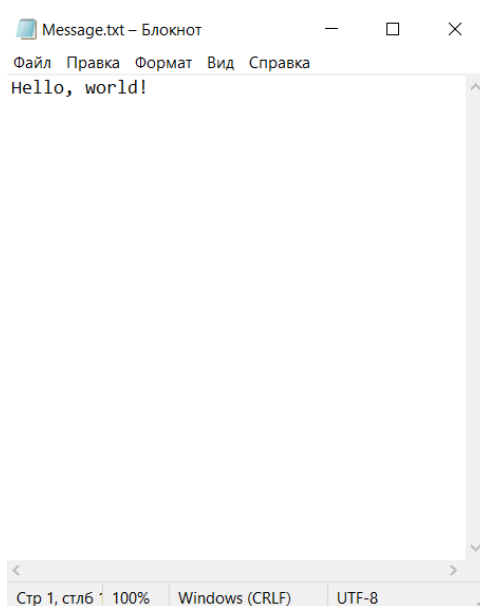 Message.txt – Блокнот
Файл Правка Формат Вид Справка
Hello, world!
Стр 1, стлб 100% Windows (CRLF) UTF-8